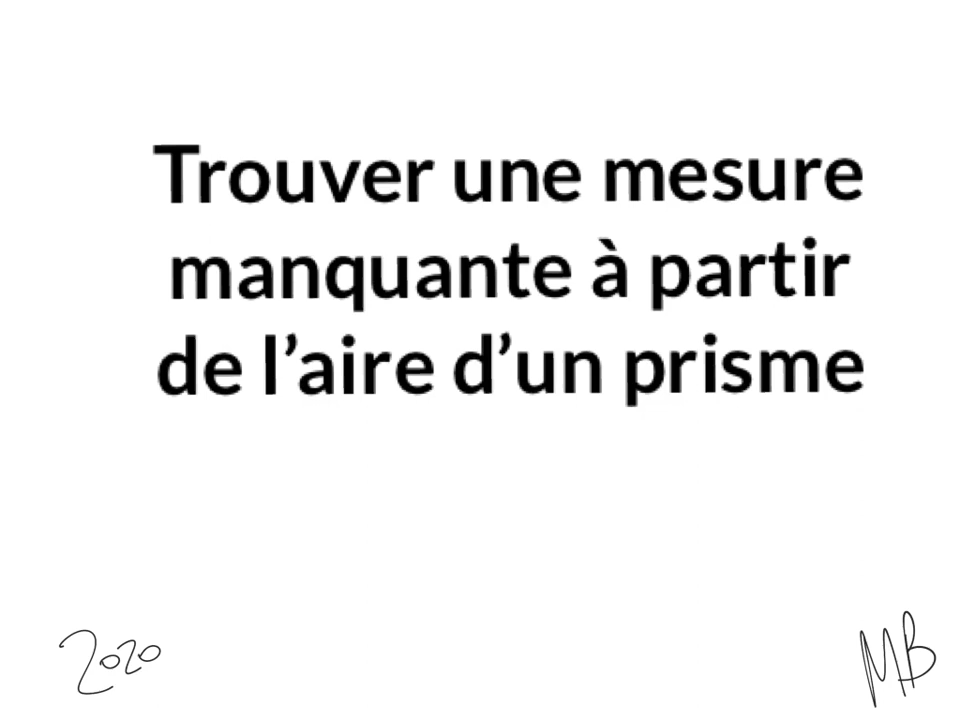 Trouver une mesure
manquante à partir
de l’aire d’un prisme
2020
MB